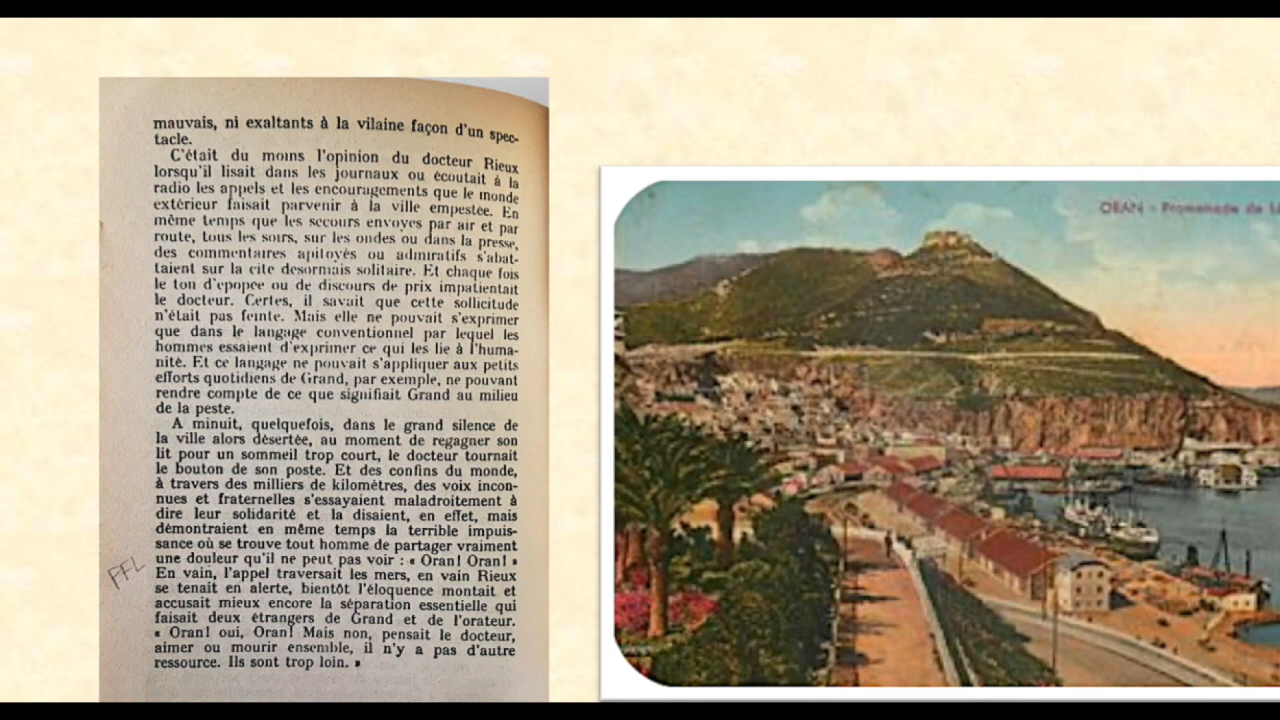 mauvais, ni exaltants à la vilaine façon d'un spec-
tacle.
C'était du moins l'opinion du docteur Rieux
lorsqu'il lisait dans les journaux ou écoutait à la
radio les appels et les encouragements que le monde
extérieur faisait parvenir à la ville empestée. En
même temps que les secours envoyés par air et par
route, tous les soirs, sur les ondes ou dans la presse,
des commentaires apitoyés ou admiratifs s'abat-
taient sur la cité désormais solitaire. Et chaque fois
le ton d'épopée ou de discours de prix impatientait
le docteur. Certes, il savait que cette sollicitude
n'était pas feinte. Mais elle ne pouvait s'exprimer
que dans le langage conventionnel par lequel les
hommes essaient d'exprimer ce qui les lie à l'huma-
nité. Et ce langage ne pouvait s'appliquer aux petits
efforts quotidiens de Grand, par exemple, ne pouvant
rendre compte de ce que signifiait Grand au milieu
de la peste.
A minuit, quelquefois, dans le grand silence de
la ville alors désertée, au moment de regagner son
lit pour un sommeil trop court, le docteur tournait
le bouton de son poste. Et des confins du monde,
à travers des milliers de kilomètres, des voix incon-
nues et fraternelles s'essayaient maladroitement à
dire leur solidarité et la disaient, en effet, mais
démontraient en même temps la terrible impuis-
sance où se trouve tout homme de partager vraiment
une douleur qu'il ne peut pas voir : « Oran! Oran! »
En vain, l'appel traversait les mers, en vain Rieux
se tenait en alerte, bientôt l'éloquence montait et
accusait mieux encore la séparation essentielle qui
faisait deux étrangers de Grand et de l'orateur.
« Oran! oui, Oran! Mais non, pensait le docteur,
aimer ou mourir ensemble, il n'y a pas d'autre
ressource. Ils sont trop loin. »
FFL
ORAN - Promenade de